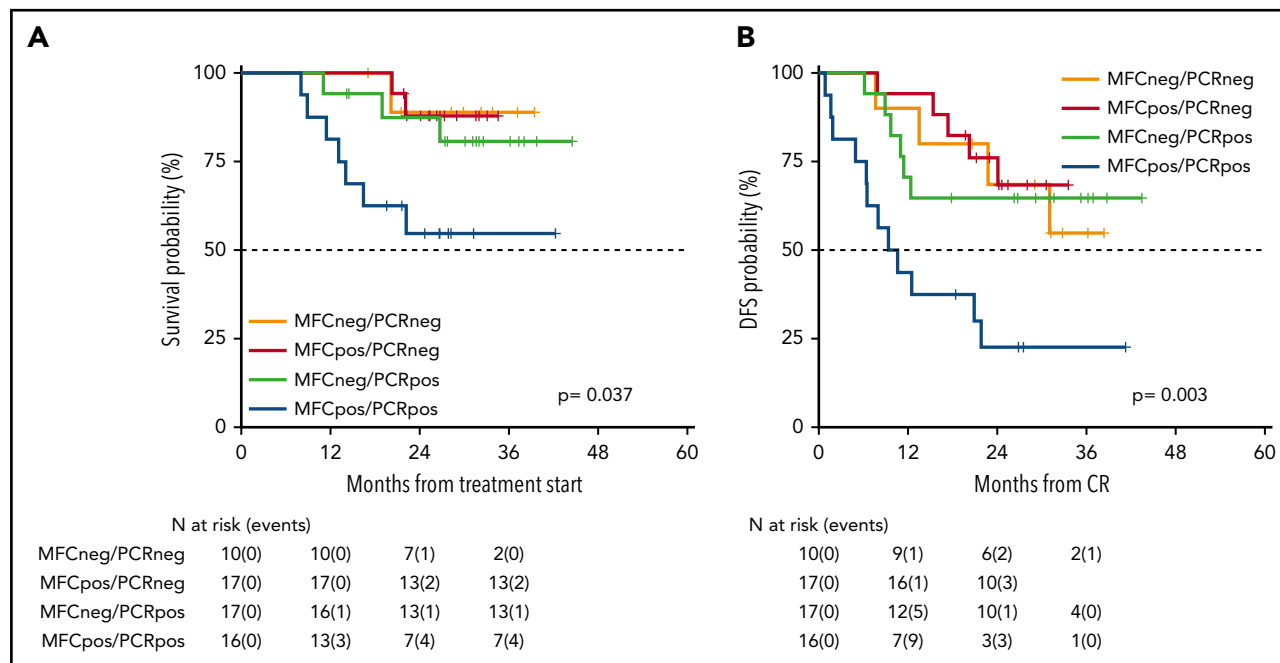 A
100
75
50
25
0
Survival probability (%)
MFCneg/PCRneg
MFCpos/PCRneg
MFCneg/PCRpos
MFCpos/PCRpos
p= 0.037
0 12 24 36 48 60
Months from treatment start
N at risk (events)
MFCneg/PCRneg 10(0) 10(0) 7(1) 2(0)
MFCpos/PCRneg 17(0) 17(0) 13(2) 13(2)
MFCneg/PCRpos 17(0) 16(1) 13(1) 13(1)
MFCpos/PCRpos 16(0) 13(3) 7(4) 7(4)
B
100
75
50
25
0
DFS probability (%)
MFCneg/PCRneg
MFCpos/PCRneg
MFCneg/PCRpos
MFCpos/PCRpos
p= 0.003
0 12 24 36 48 60
Months from CR
N at risk (events)
10(0) 9(1) 6(2) 2(1)
17(0) 16(1) 10(3)
17(0) 12(5) 10(1) 4(0)
16(0) 7(9) 3(3) 1(0)